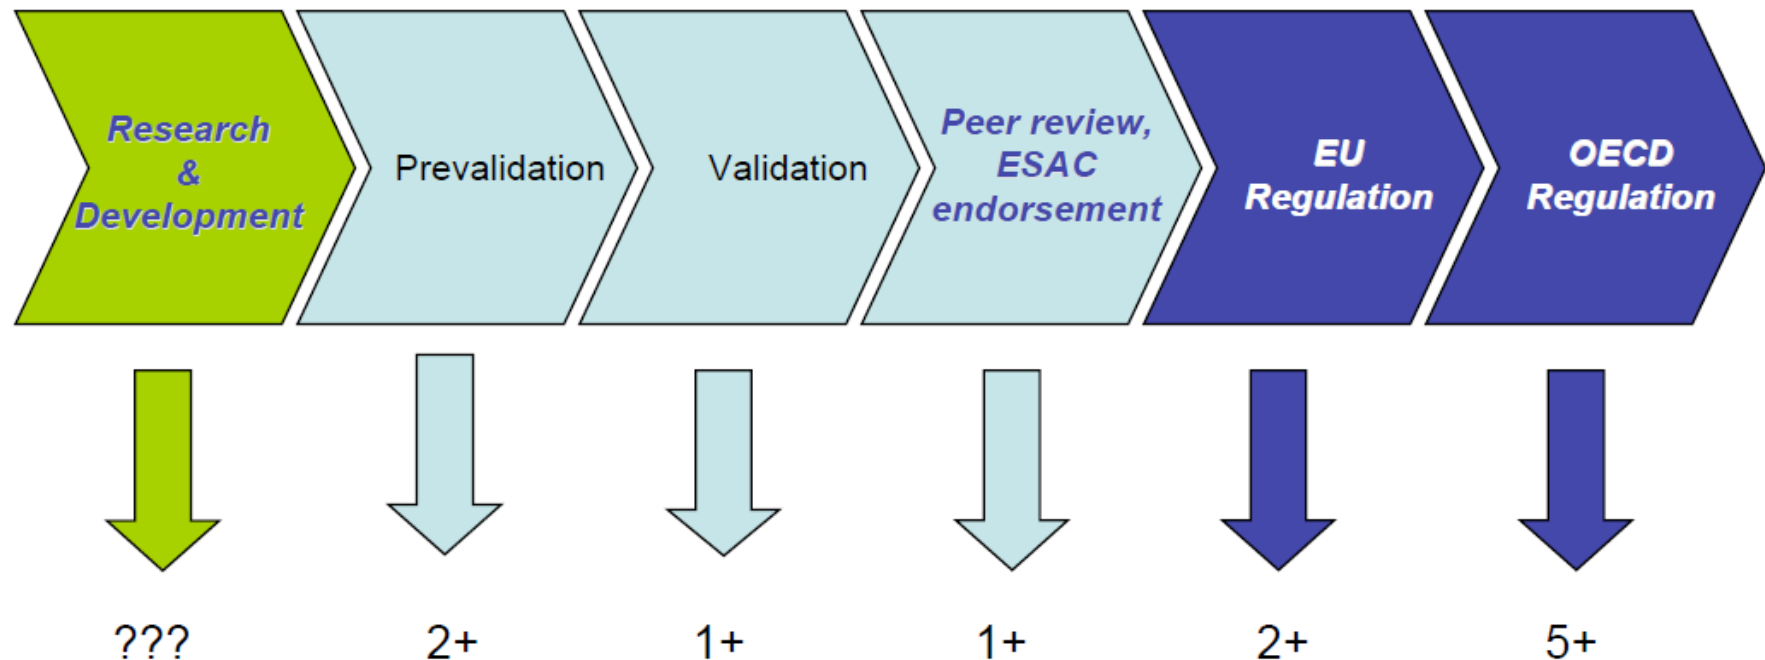 Research
&
Development
Prevalidation
Validation
Peer review,
ESAC
endorsement
EU
Regulation
OECD
Regulation
???
2+
1+
1+
2+
5+